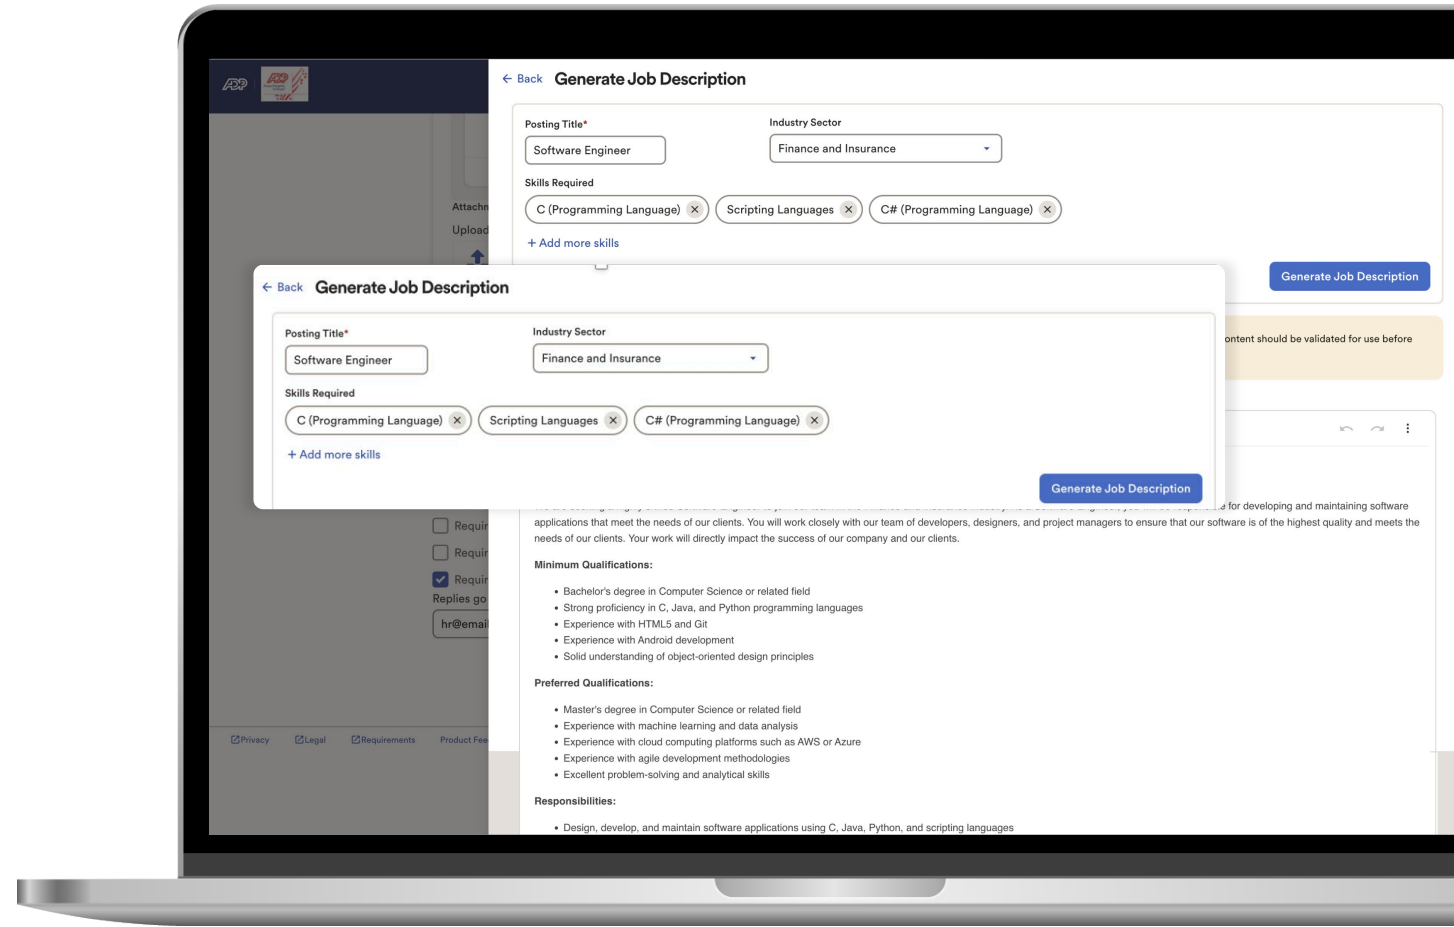 ADP
ADP
← Back Generate Job Description
Posting Title*
Industry Sector
Software Engineer
Finance and Insurance
Skills Required
C (Programming Language) ×
Scripting Languages ×
C# (Programming Language) ×
+ Add more skills
Generate Job Description
Attachm
Upload
← Back Generate Job Description
Posting Title*
Industry Sector
Software Engineer
Finance and Insurance
Skills Required
C (Programming Language) ×
Scripting Languages ×
C# (Programming Language) ×
+ Add more skills
Generate Job Description
ontent should be validated for use before
for developing and maintaining software
applications that meet the needs of our clients. You will work closely with our team of developers, designers, and project managers to ensure that our software is of the highest quality and meets the
needs of our clients. Your work will directly impact the success of our company and our clients.
Minimum Qualifications:
• Bachelor's degree in Computer Science or related field
• Strong proficiency in C, Java, and Python programming languages
• Experience with HTML5 and Git
• Experience with Android development
• Solid understanding of object-oriented design principles
Preferred Qualifications:
• Master's degree in Computer Science or related field
• Experience with machine learning and data analysis
• Experience with cloud computing platforms such as AWS or Azure
• Experience with agile development methodologies
• Excellent problem-solving and analytical skills
Responsibilities:
• Design, develop, and maintain software applications using C, Java, Python, and scripting languages
Requir
Requir
Requir
Replies go
hr@emai
Privacy
Legal
Requirements
Product Fee